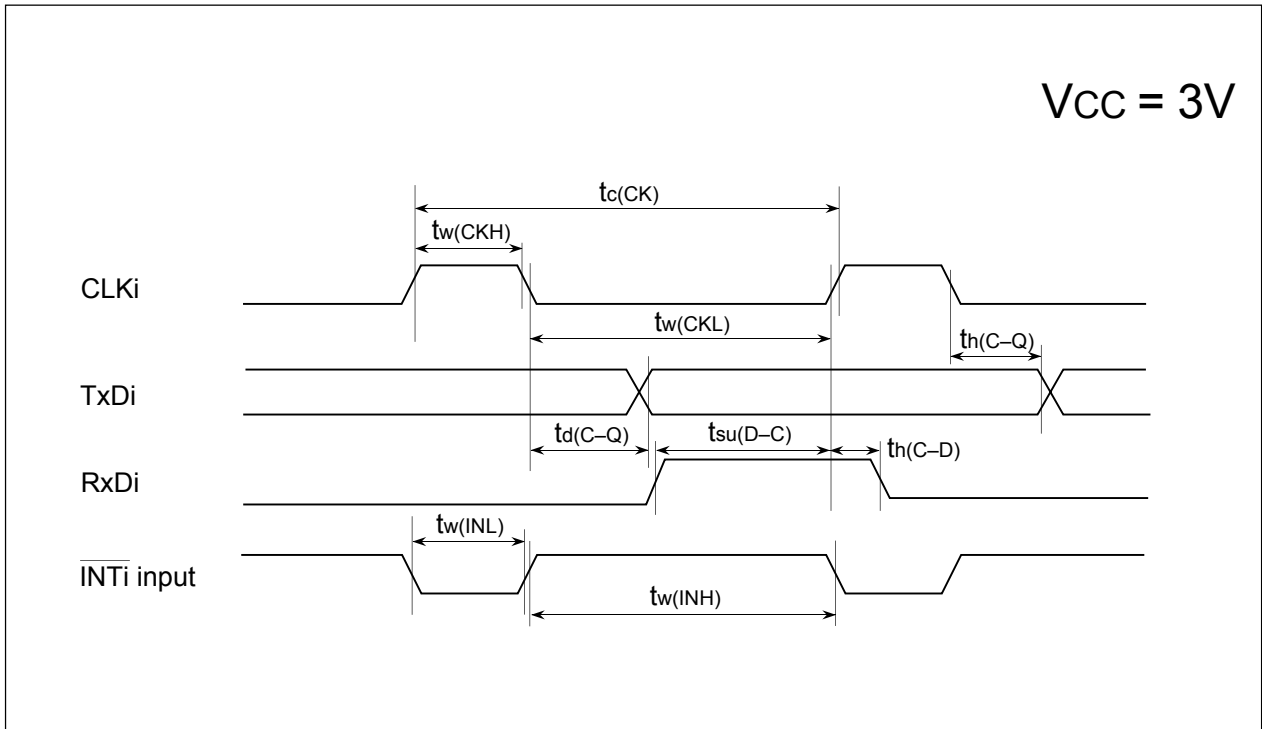 VCC = 3V
tc(CK)
tw(CKH)
CLKi
tw(CKL)
th(C–Q)
TxDi
td(C–Q)
tsu(D–C)
th(C–D)
RxDi
tw(INL)
INTi input
tw(INH)